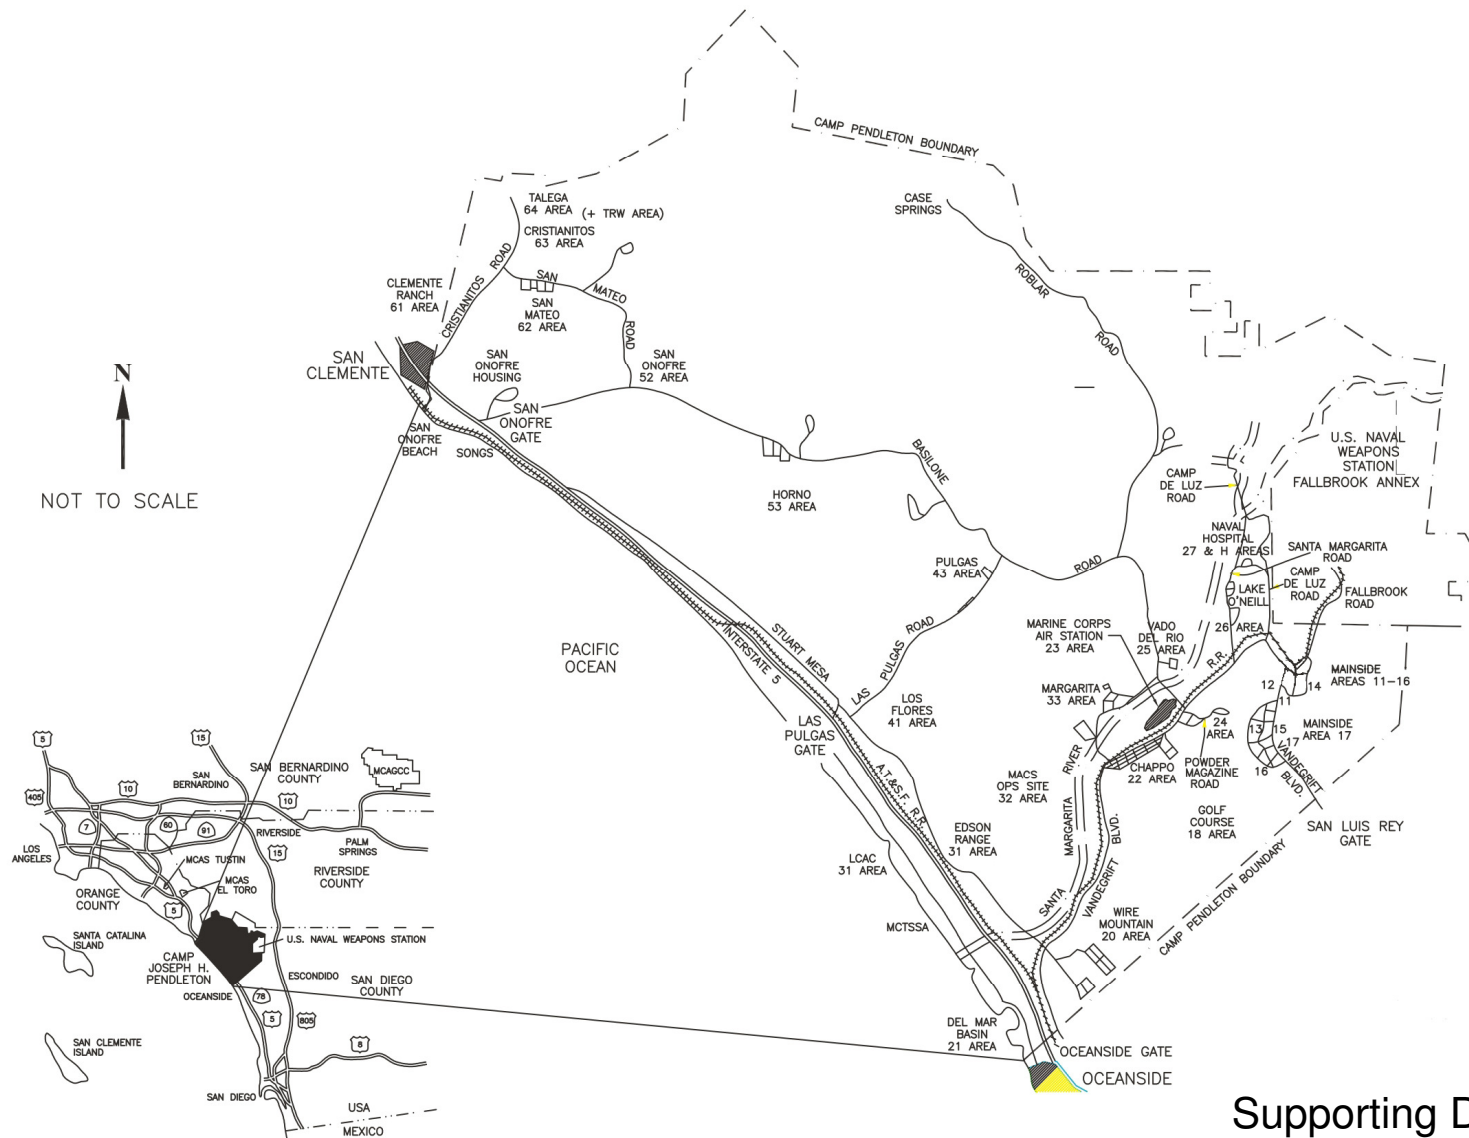 CAMP PENDLETON BOUNDARY
TALEGA
64 AREA
(+ TRW AREA)
CRISTIANITOS
63 AREA
CASE
SPRINGS
CRISTIANITOS ROAD
SAN MATEO ROAD
ROBLAR ROAD
CLEMENTE
RANCH
61 AREA
SAN
MATEO
62 AREA
SAN
CLEMENTE
SAN
ONOFRE
HOUSING
SAN
ONOFRE
52 AREA
N
NOT TO SCALE
SAN
ONOFRE
GATE
SAN
ONOFRE
BEACH
SONGS
BASILONE ROAD
U.S. NAVAL
WEAPONS
STATION
FALLBROOK ANNEX
CAMP
DE LUZ
ROAD
HORNO
53 AREA
NAVAL
HOSPITAL
27 & H AREAS
SANTA MARGARITA
ROAD
PULGAS
43 AREA
LAKE
O'NEILL
CAMP
DE LUZ
ROAD
FALLBROOK
ROAD
26 AREA
PACIFIC
OCEAN
STUART MESA
INTERSTATE 5
LAS PULGAS ROAD
MARINE CORPS
AIR STATION
23 AREA
VADO
DEL RIO
25 AREA
R.R.
MAINSIDE
AREAS 11-16
12
14
11
MARGARITA
33 AREA
LOS
FLORES
41 AREA
LAS
PULGAS
GATE
24
AREA
13
15
17
16
MAINSIDE
AREA 17
VANDEGRIFT
BLVD.
CHAPPO
22 AREA
POWDER
MAGAZINE
ROAD
MACS
OPS SITE
32 AREA
A.T.&S.F. R.R.
SANTA MARGARITA RIVER
VANDEGRIFT BLVD.
GOLF
COURSE
18 AREA
SAN LUIS REY
GATE
EDSON
RANGE
31 AREA
LCAC
31 AREA
CAMP PENDLETON BOUNDARY
WIRE
MOUNTAIN
20 AREA
MCTSSA
DEL MAR
BASIN
21 AREA
OCEANSIDE GATE
OCEANSIDE
5
15
SAN
BERNARDINO
SAN BERNARDINO
COUNTY
MCAGCC
405
10
10
7
60
91
RIVERSIDE
15
PALM
SPRINGS
LOS
ANGELES
MCAS TUSTIN
MCAS
EL TORO
RIVERSIDE
COUNTY
ORANGE
COUNTY
5
SANTA CATALINA
ISLAND
U.S. NAVAL WEAPONS STATION
CAMP
JOSEPH H.
PENDLETON
ESCONDIDO
SAN DIEGO
COUNTY
OCEANSIDE
78
5
805
8
SAN CLEMENTE
ISLAND
SAN DIEGO
USA
MEXICO
Supporting D